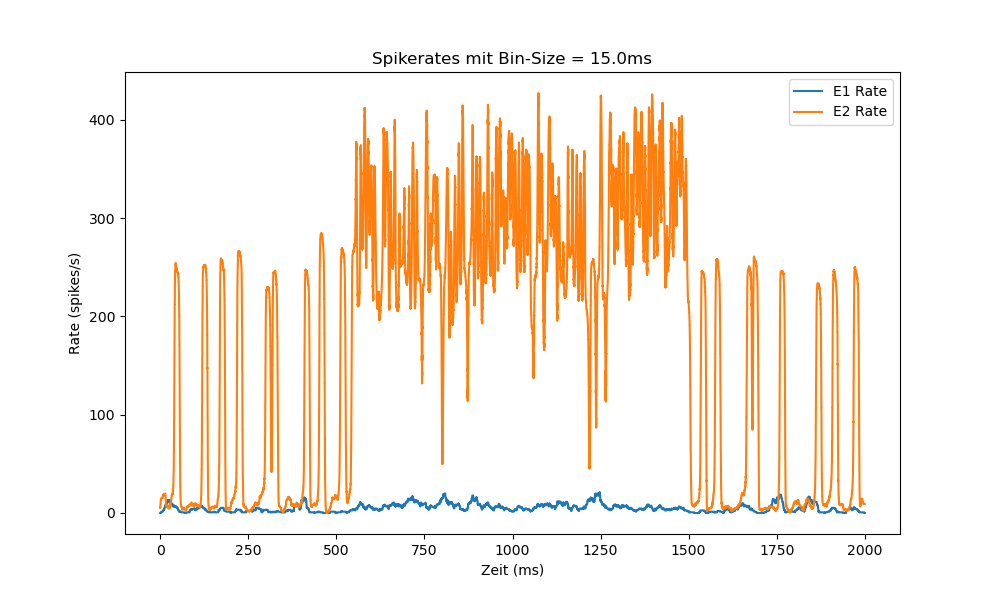 Spikerates mit Bin-Size = 15.0ms
E1 Rate
E2 Rate
Rate (spikes/s)
400
300
200
100
0
0 250 500 750 1000 1250 1500 1750 2000
Zeit (ms)